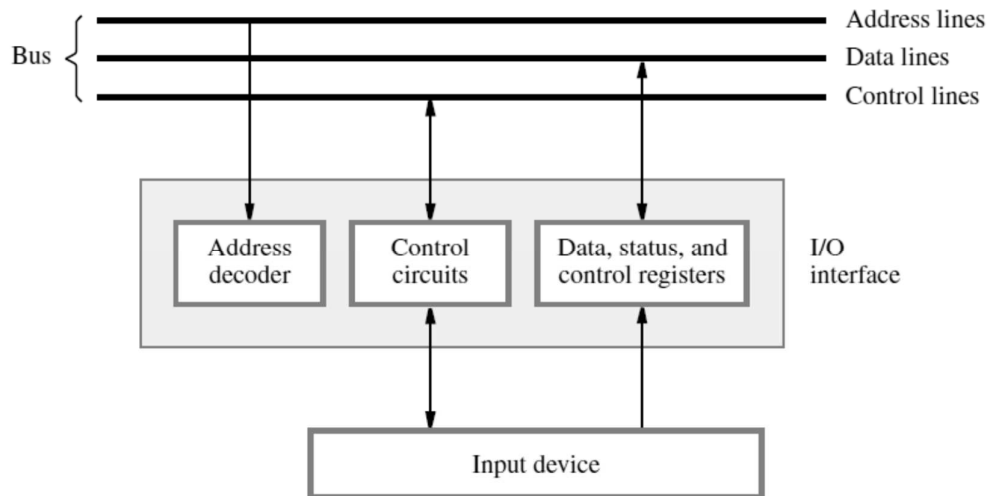 Address lines
Bus
Data lines
Control lines
Address
decoder
Control
circuits
Data, status, and
control registers
I/O
interface
Input device